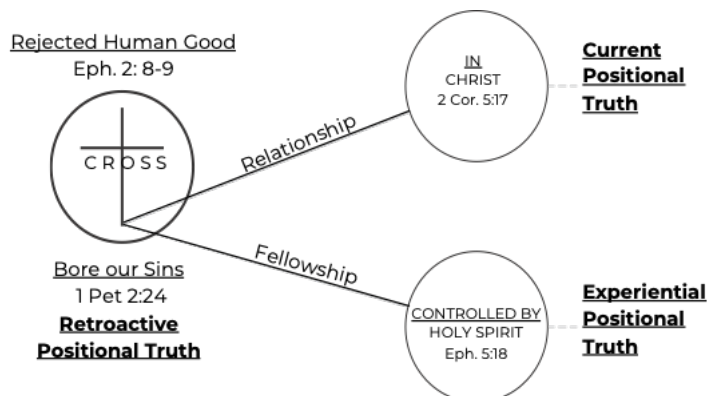 Rejected Human Good
Eph. 2: 8-9
CROSS
Bore our Sins
1 Pet 2:24
Retroactive
Positional Truth
Relationship
Fellowship
IN
CHRIST
2 Cor. 5:17
Current
Positional
Truth
CONTROLLED BY
HOLY SPIRIT
Eph. 5:18
Experiential
Positional
Truth